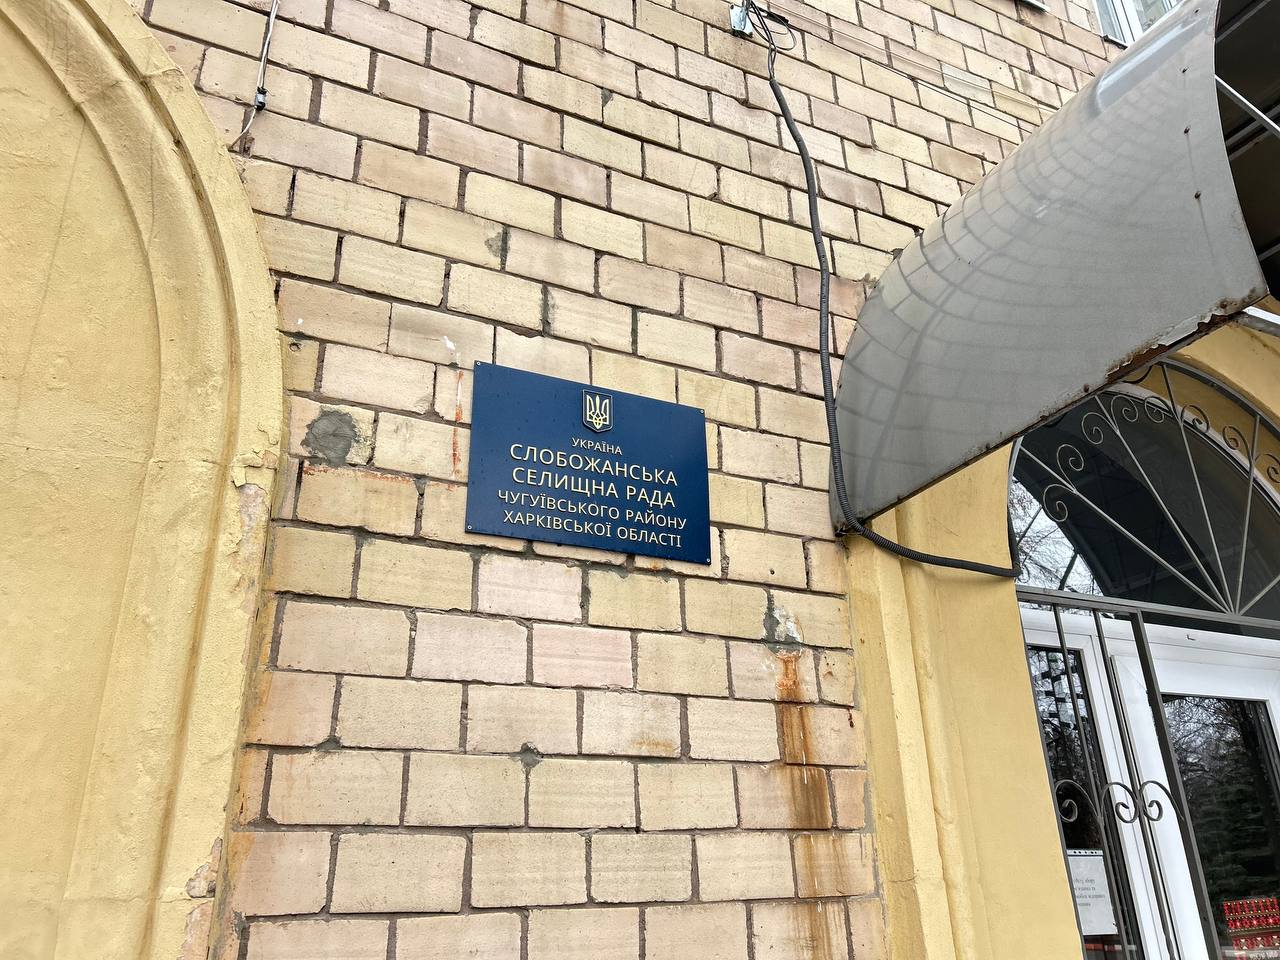 УКРАЇНА
СЛОБОЖАНСЬКА
СЕЛИЩНА РАДА
ЧУГУЇВСЬКОГО РАЙОНУ
ХАРКІВСЬКОЇ ОБЛАСТІ